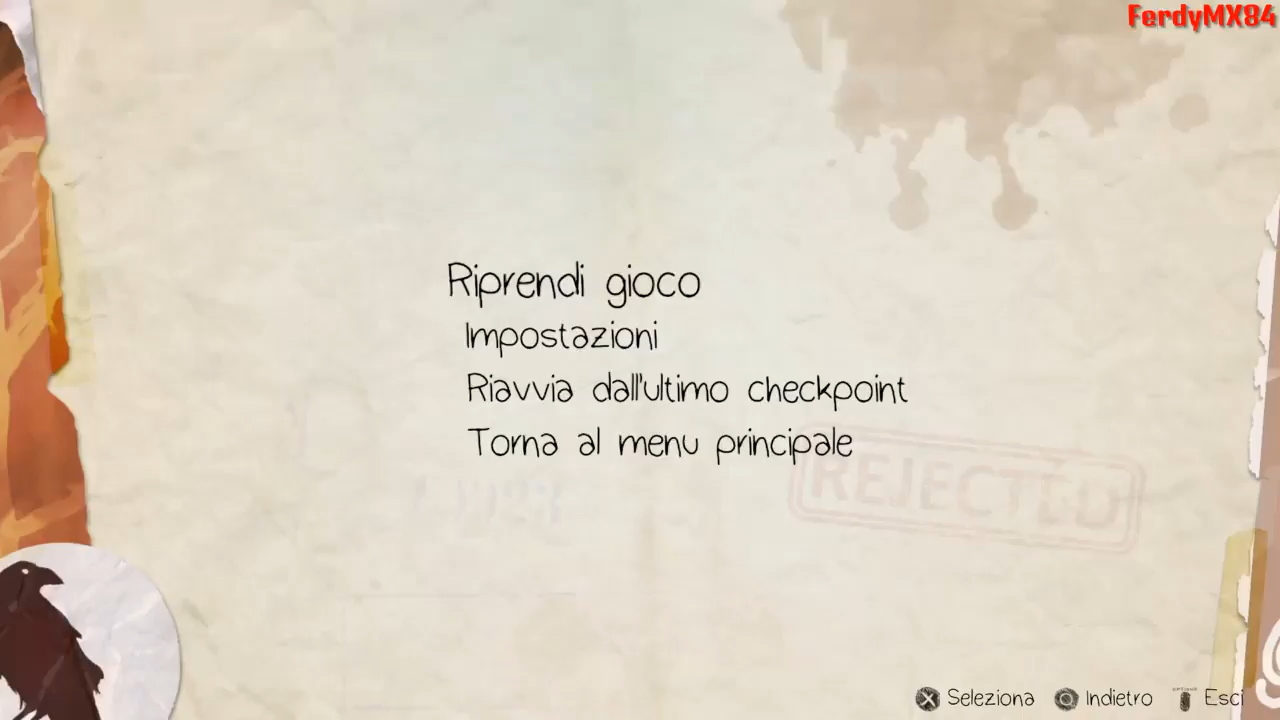 FerdyMX84
Riprendi gioco
Impostazioni
Riavvia dall'ultimo checkpoint
Torna al menu principale
REJECTED
Seleziona Indietro Esci